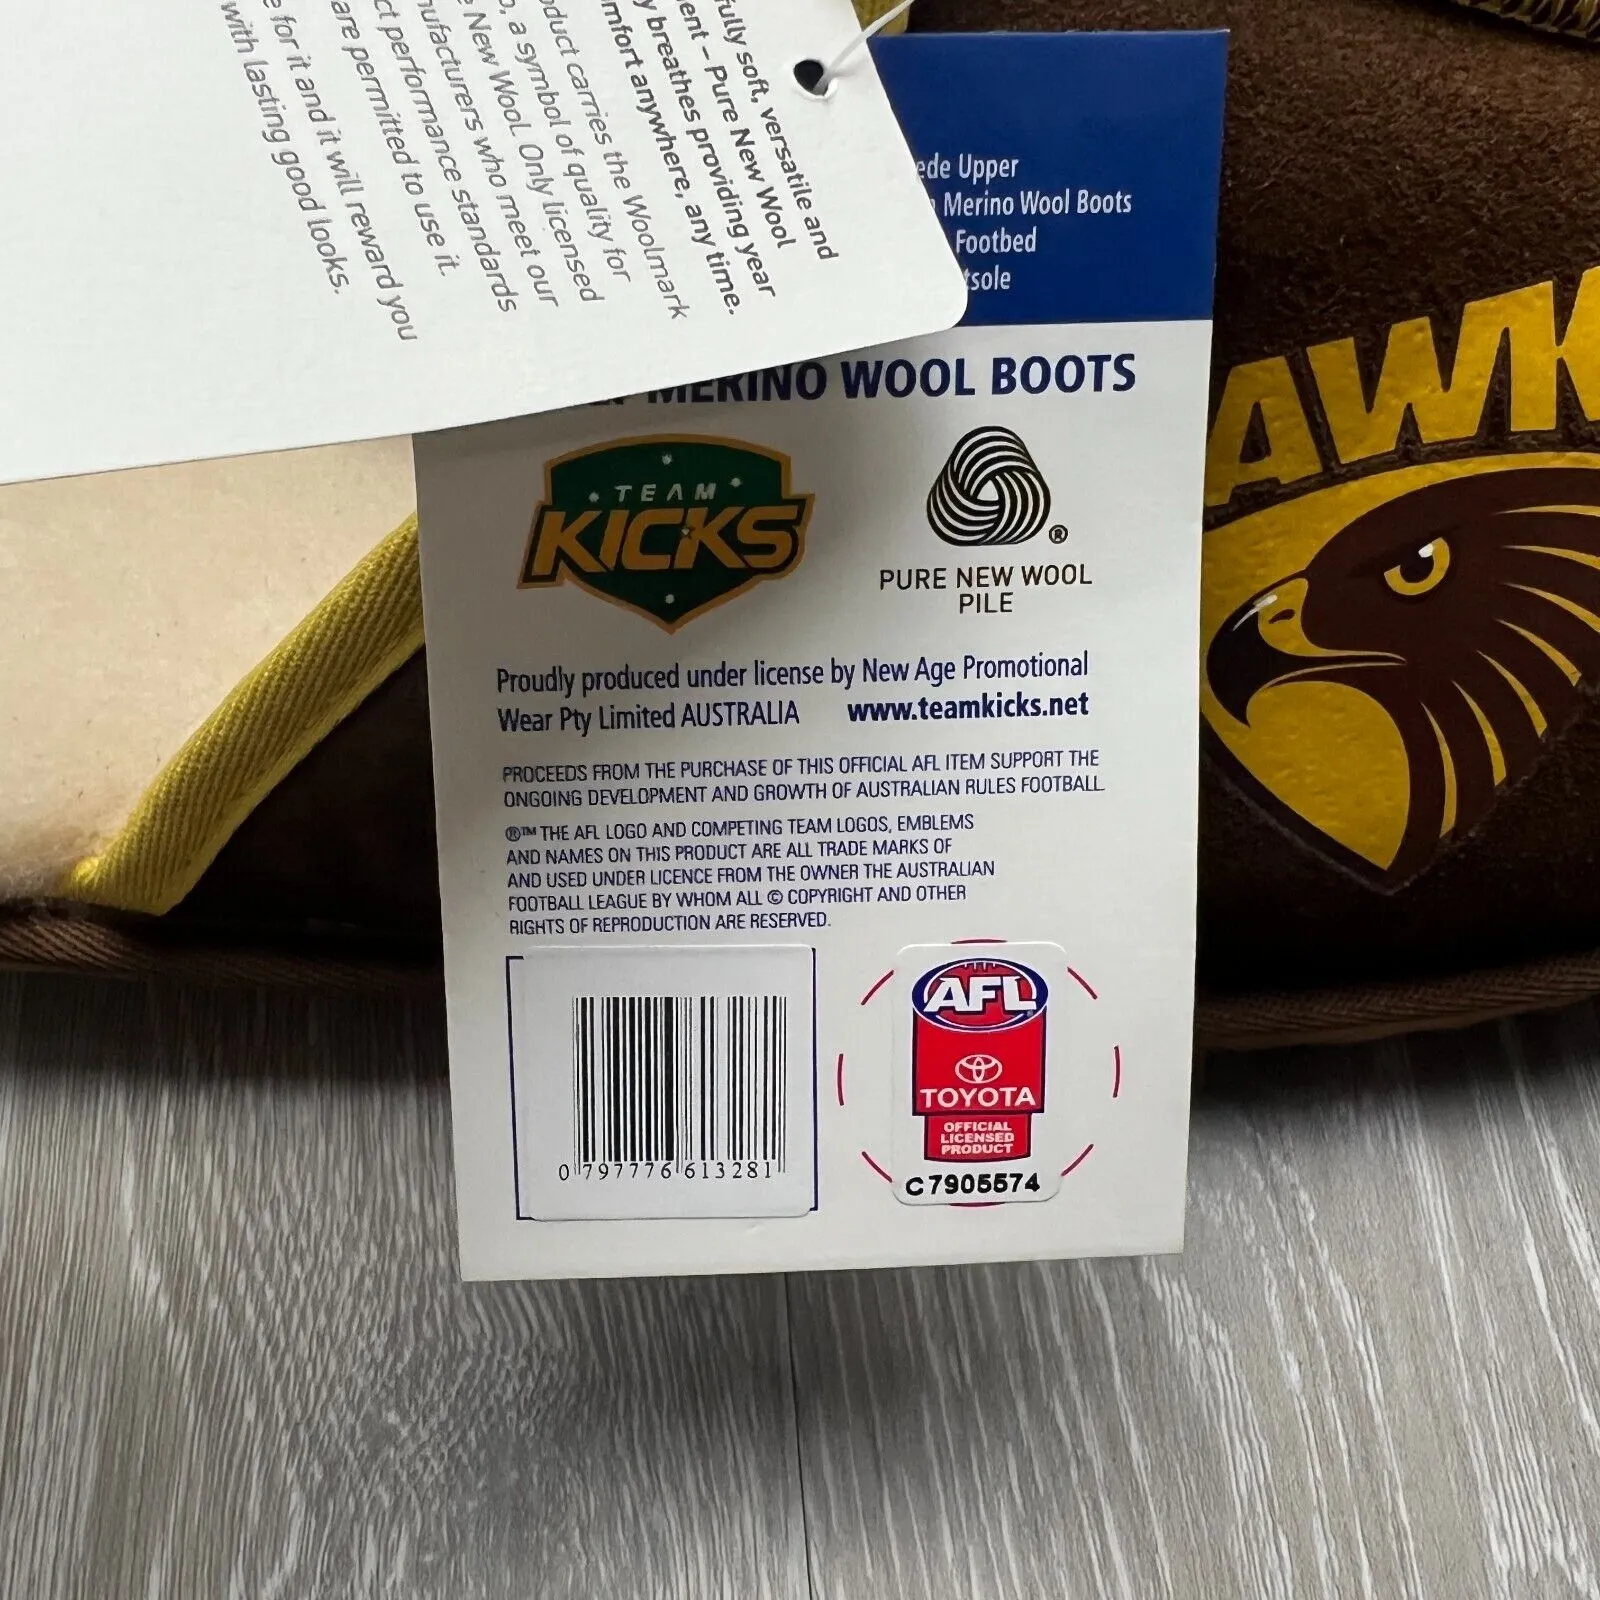 soft, versatile and
Pure New Wool
breathes providing year
anywhere, any time.
carries the Woolmark
a symbol of quality for
New Wool. Only licensed
who meet our
performance standards
are permitted to use it.
for it and it will reward you
with lasting good looks.
Upper
Merino Wool Boots
Footbed
MERINO WOOL BOOTS
TEAM
KICKS
®
PURE NEW WOOL
PILE
Proudly produced under license by New Age Promotional
Wear Pty Limited AUSTRALIA www.teamkicks.net
PROCEEDS FROM THE PURCHASE OF THIS OFFICIAL AFL ITEM SUPPORT THE
ONGOING DEVELOPMENT AND GROWTH OF AUSTRALIAN RULES FOOTBALL
®™ THE AFL LOGO AND COMPETING TEAM LOGOS, EMBLEMS
AND NAMES ON THIS PRODUCT ARE ALL TRADE MARKS OF
AND USED UNDER LICENCE FROM THE OWNER THE AUSTRALIAN
FOOTBALL LEAGUE BY WHOM ALL © COPYRIGHT AND OTHER
RIGHTS OF REPRODUCTION ARE RESERVED.
0 797776 613281
AFL
TOYOTA
OFFICIAL
LICENSED
PRODUCT
C7905574
AWK